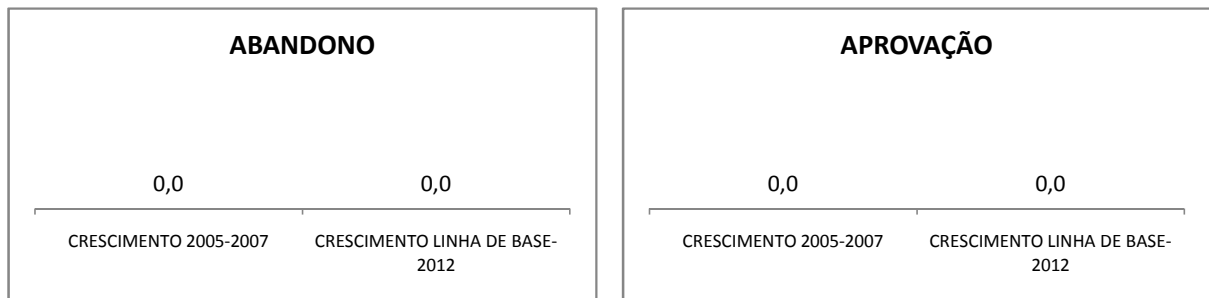 ABANDONO
0,0
0,0
CRESCIMENTO 2005-2007
CRESCIMENTO LINHA DE BASE-
2012
APROVAÇÃO
0,0
0,0
CRESCIMENTO 2005-2007
CRESCIMENTO LINHA DE BASE-
2012